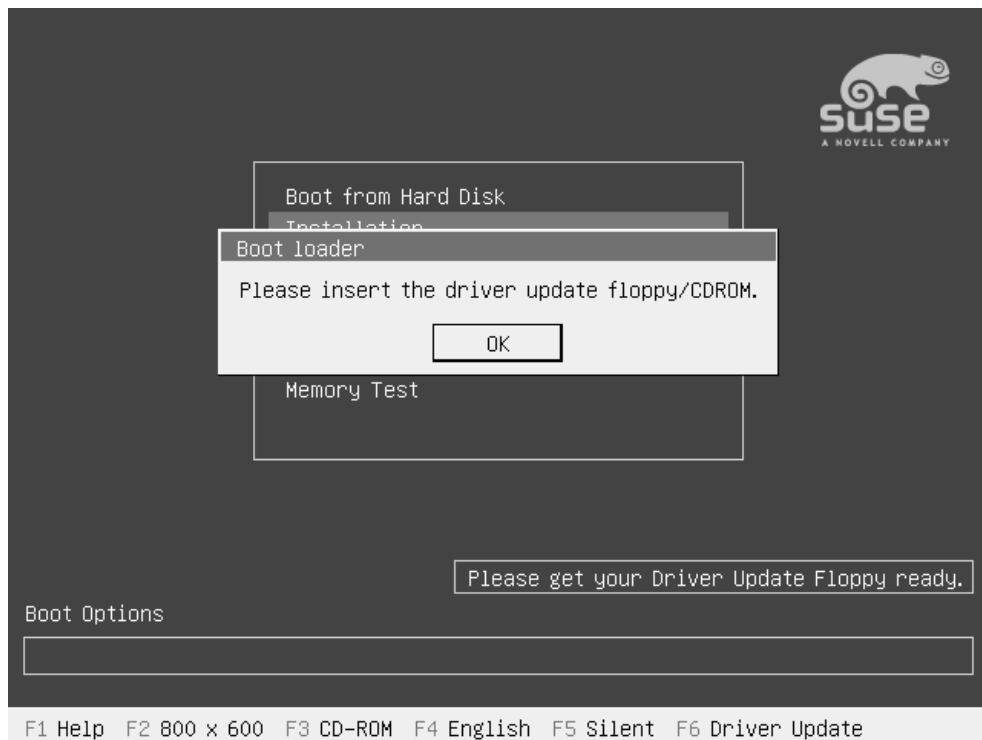 SUSE
A NOVELL COMPANY
Boot from Hard Disk
Installation
Boot loader
Please insert the driver update floppy/CDROM.
OK
Memory Test
Please get your Driver Update Floppy ready.
Boot Options
F1 Help F2 800 x 600 F3 CD-ROM F4 English F5 Silent F6 Driver Update